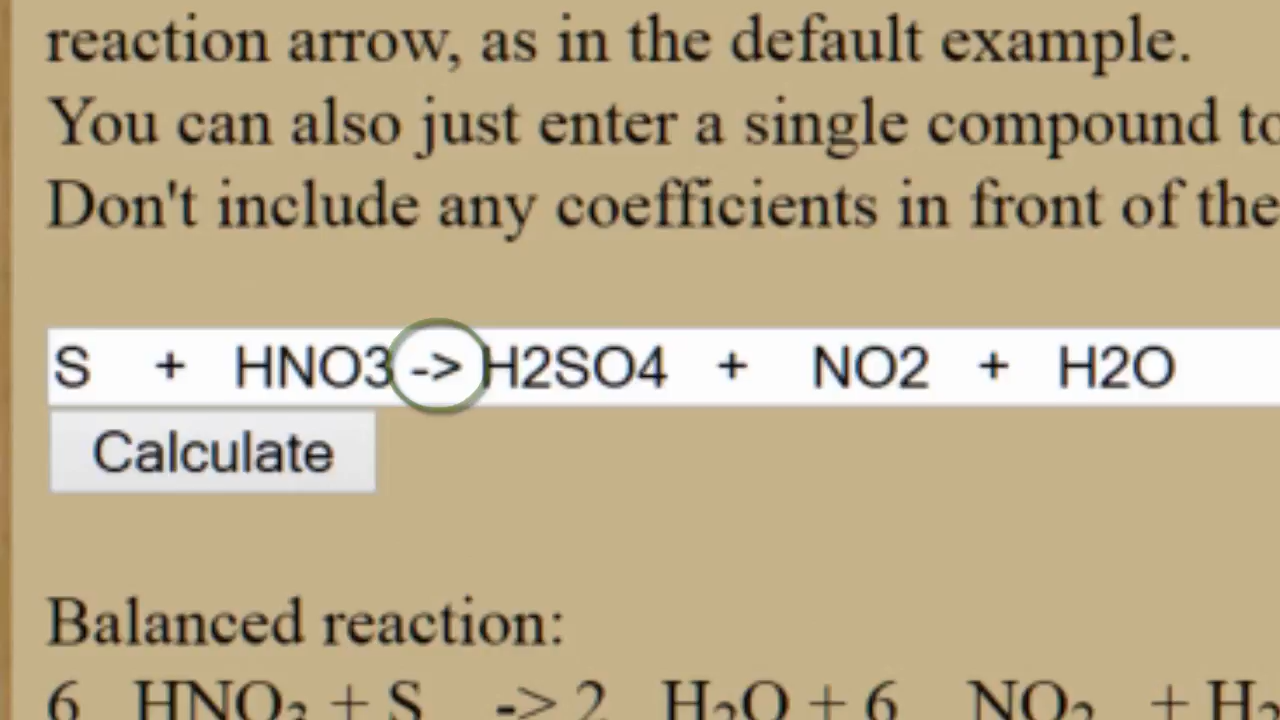 reaction arrow, as in the default example.
You can also just enter a single compound to
Don't include any coefficients in front of the
S + HNO3 -> H2SO4 + NO2 + H2O
Calculate
Balanced reaction:
6 HNO₃ + S -> 2 H₂O + 6 NO₂ + H₂